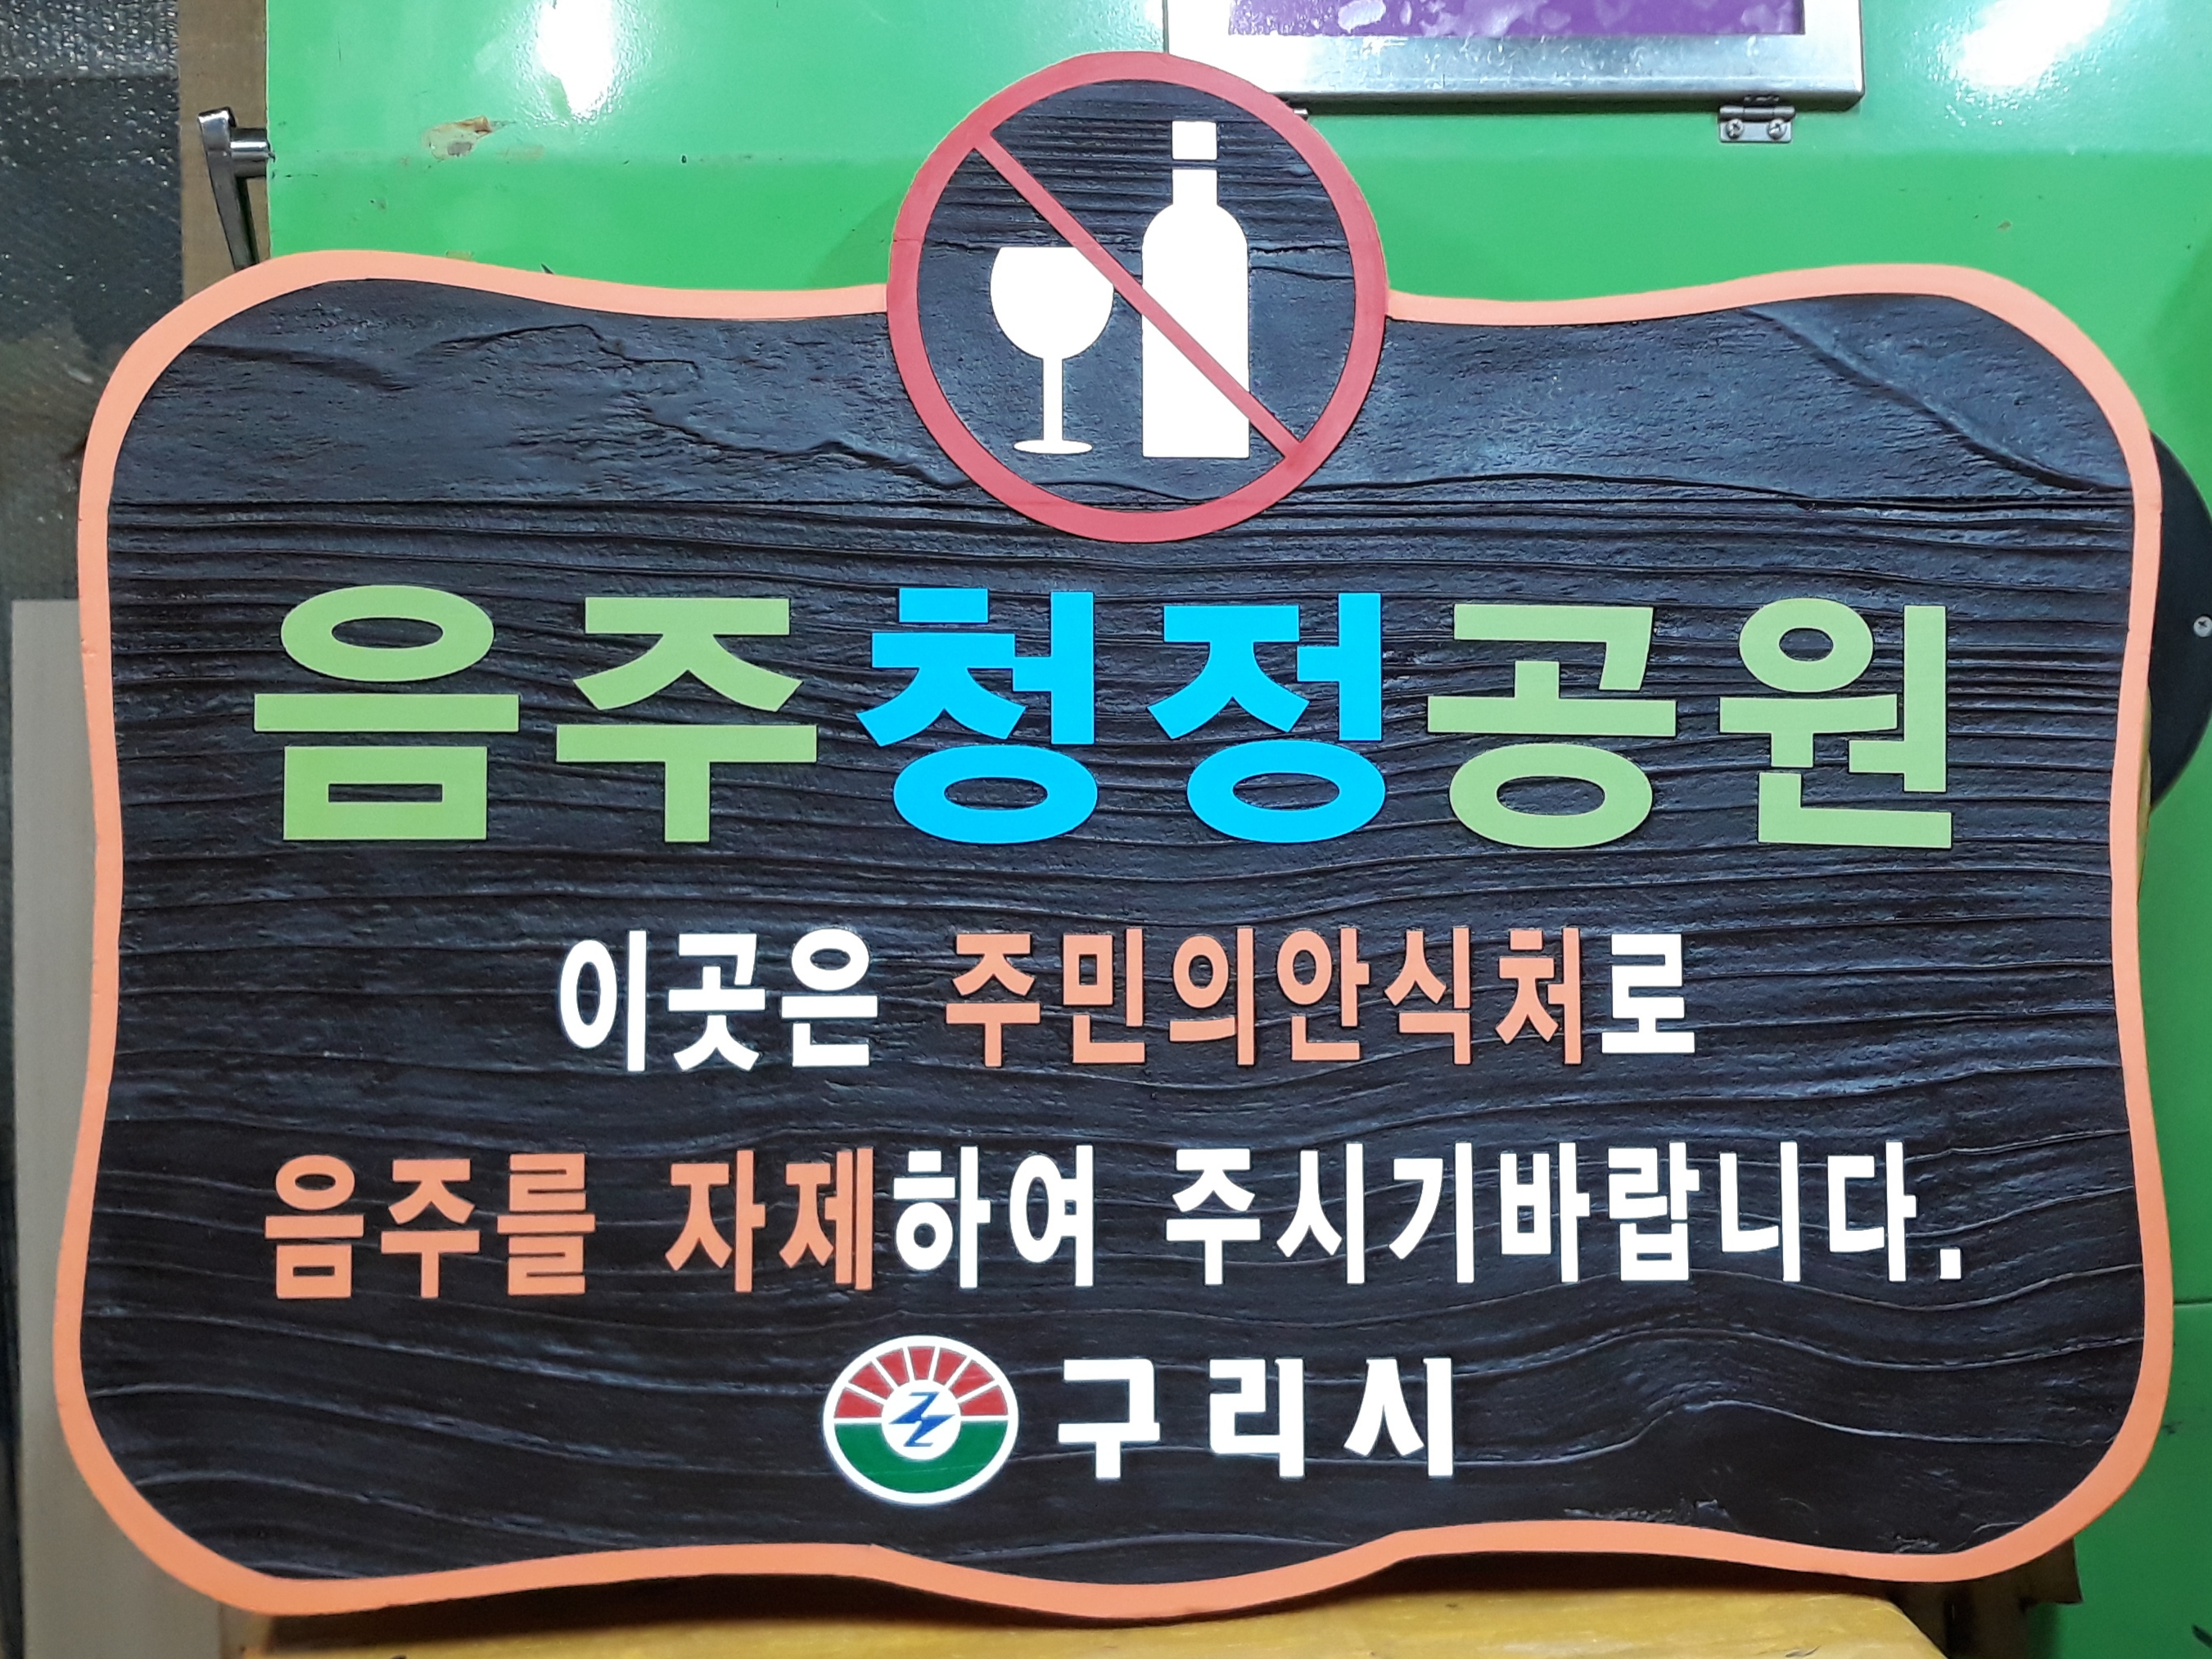 음주청정공원
이곳은 주민의안식처로
음주를 자제하여 주시기바랍니다.
구리시